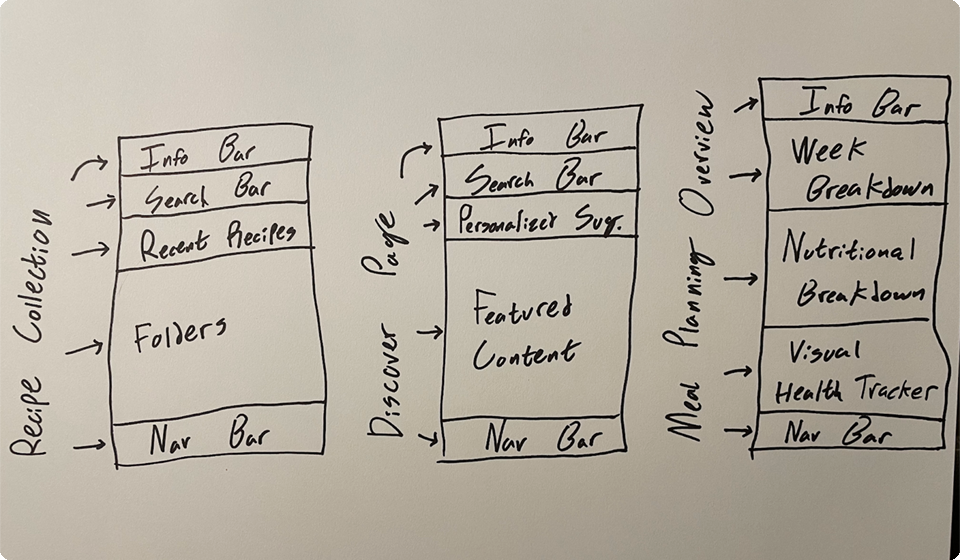 Recipe Collection
Info Bar
Search Bar
Recent Recipes
Folders
Nav Bar
Discover Page
Info Bar
Search Bar
Personalized Sug.
Featured
Content
Nav Bar
Meal Planning Overview
Info Bar
Week
Breakdown
Nutritional
Breakdown
Visual
Health Tracker
Nav Bar